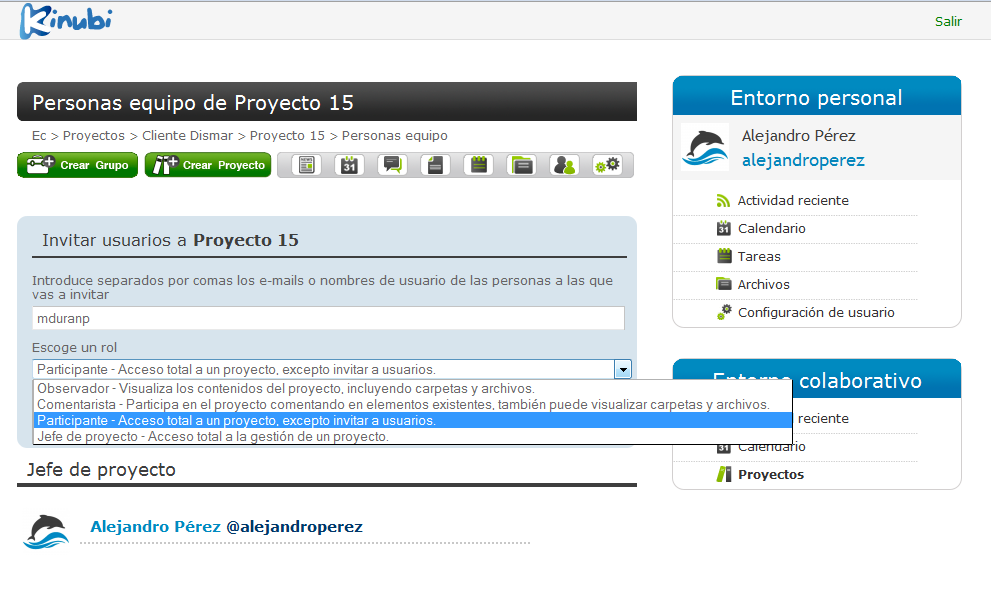 Kinubi
Salir
Personas equipo de Proyecto 15
Ec > Proyectos > Cliente Dismar > Proyecto 15 > Personas equipo
Crear Grupo
Crear Proyecto
31
Invitar usuarios a Proyecto 15
Introduce separados por comas los e-mails o nombres de usuario de las personas a las que
vas a invitar
mduranp
Escoge un rol
Participante - Acceso total a un proyecto, excepto invitar a usuarios.
Observador - Visualiza los contenidos del proyecto, incluyendo carpetas y archivos.
Comentarista - Participa en el proyecto comentando en elementos existentes, también puede visualizar carpetas y archivos.
Participante - Acceso total a un proyecto, excepto invitar a usuarios.
Jefe de proyecto - Acceso total a la gestión de un proyecto.
Jefe de proyecto
Alejandro Pérez @alejandroperez
Entorno personal
Alejandro Pérez
alejandroperez
Actividad reciente
31 Calendario
Tareas
Archivos
Configuración de usuario
Entorno colaborativo
reciente
31 Calendario
Proyectos